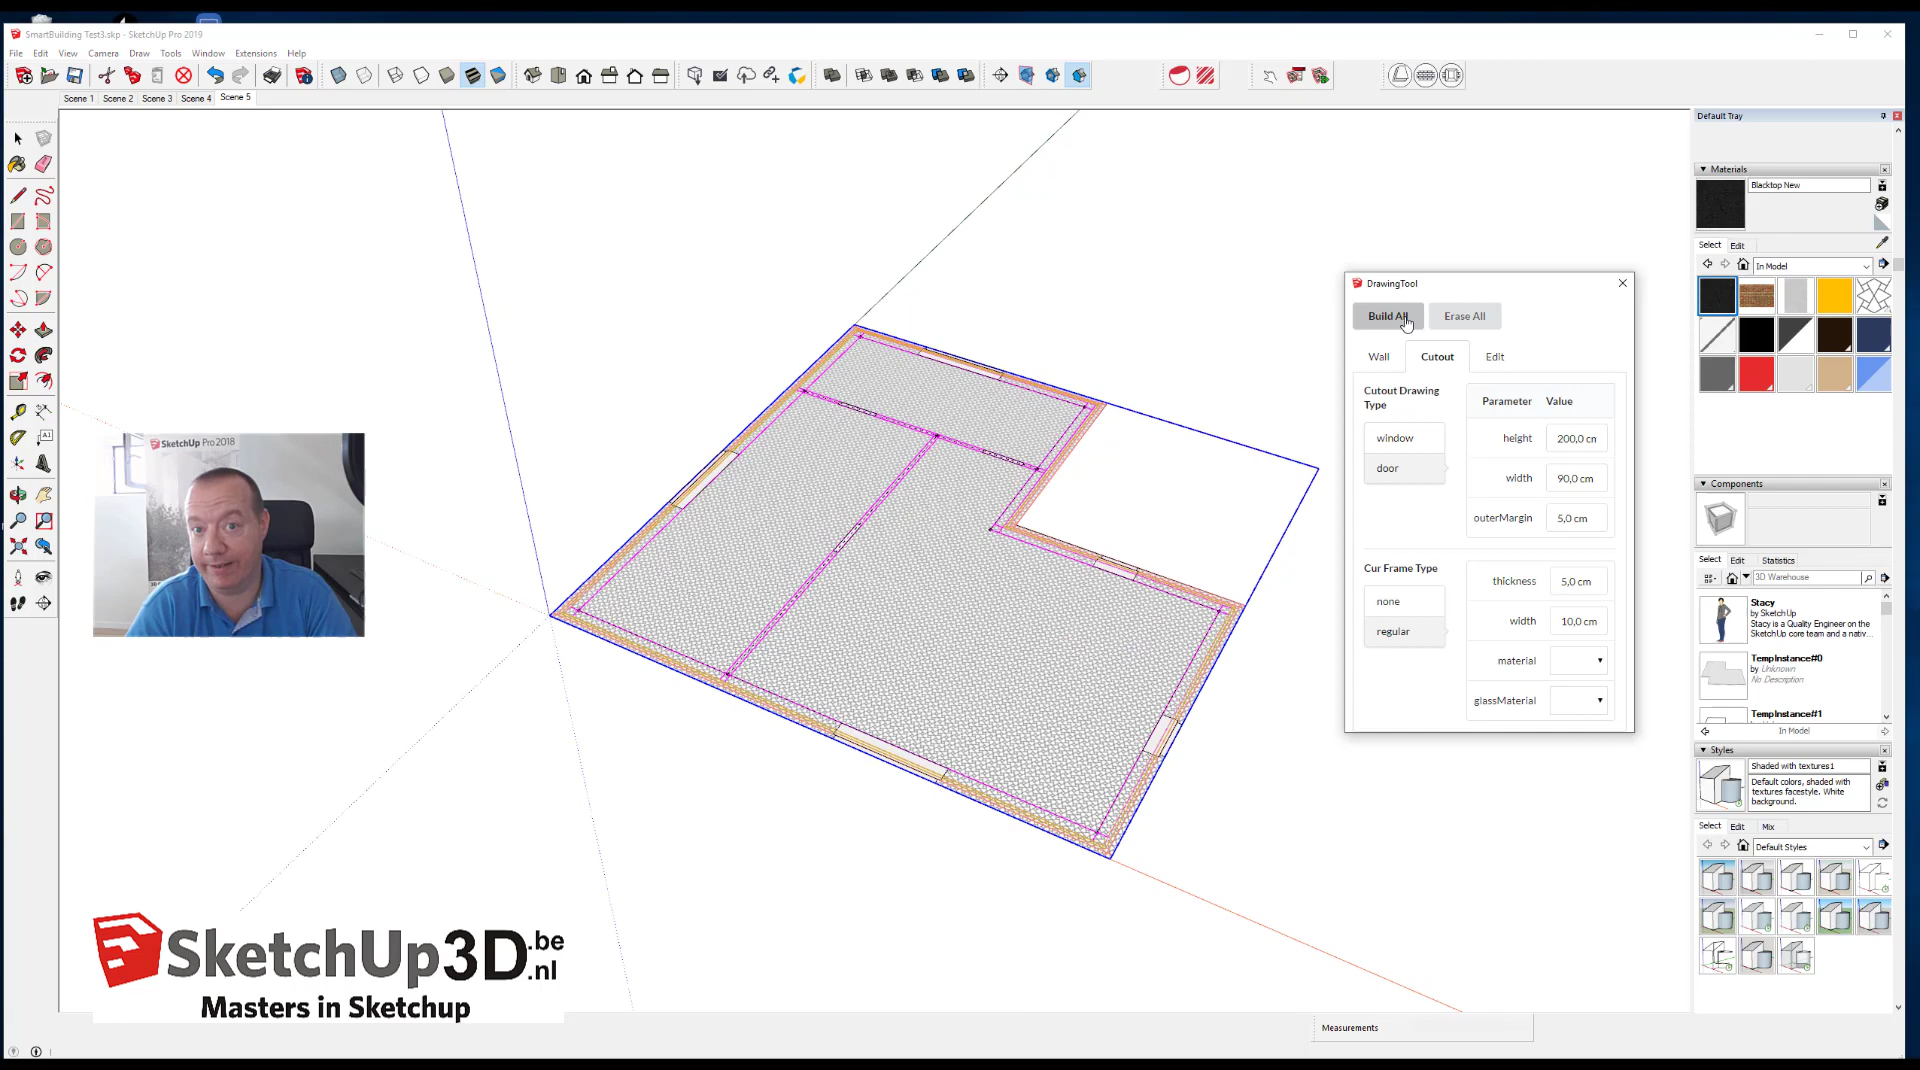 SmartBuilding Test3.skp - SketchUp Pro 2019
File Edit View Camera Draw Tools Window Extensions Help
Scene 1 Scene 2 Scene 3 Scene 4 Scene 5
Default Tray
Materials
Blacktop New
Select Edit
In Model
DrawingTool
Build All Erase All
Wall Cutout Edit
Cutout Drawing Type
window
door
Parameter Value
height 200,0 cn
width 90,0 cm
outerMargin 5,0 cm
Cur Frame Type
none
regular
thickness 5,0 cm
width 10,0 cm
material
glassMaterial
Components
Select Edit Statistics
3D Warehouse
Stacy
by SketchUp
Stacy is a Quality Engineer on the
SketchUp core team and a nativ...
TempInstance#0
by Unknown
No Description
TempInstance#1
In Model
Styles
Shaded with textures1
Default colors, shaded with
textures facestyle. White
background.
Select Edit Mix
Default Styles
SketchUp Pro 2018
SketchUp3D.be
.nl
Masters in Sketchup
Measurements